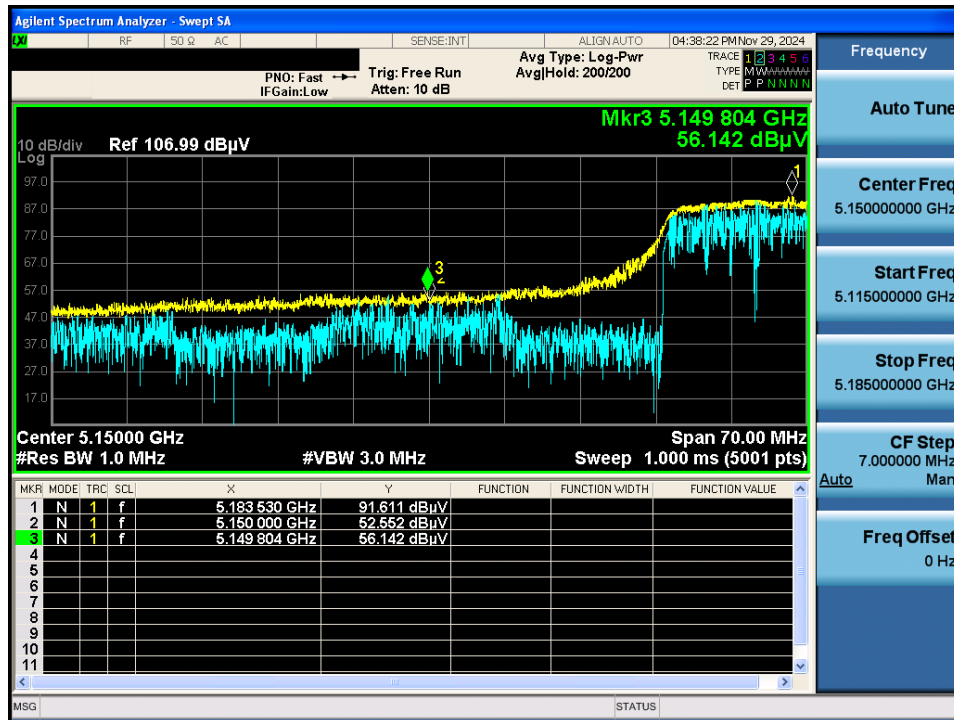 Agilent Spectrum Analyzer - Swept SA
LXI RF 50 Ω AC SENSE:INT ALIGN AUTO 04:38:22 PM Nov 29, 2024
PNO: Fast Trig: Free Run Avg Type: Log-Pwr TRACE 1 2 3 4 5 6
IFGain:Low Atten: 10 dB Avg|Hold: 200/200 TYPE M W W W W W
DET P P N N N N
Mkr3 5.149 804 GHz
56.142 dBµV
10 dB/div Ref 106.99 dBµV
Log
97.0
87.0
77.0
67.0
57.0
47.0
37.0
27.0
17.0
1
3
2
Center 5.15000 GHz Span 70.00 MHz
#Res BW 1.0 MHz #VBW 3.0 MHz Sweep 1.000 ms (5001 pts)
MKR MODE TRC SCL X Y FUNCTION FUNCTION WIDTH FUNCTION VALUE
1 N 1 f 5.183 530 GHz 91.611 dBµV
2 N 1 f 5.150 000 GHz 52.552 dBµV
3 N 1 f 5.149 804 GHz 56.142 dBµV
4
5
6
7
8
9
10
11
MSG STATUS
Frequency
Auto Tune
Center Freq
5.150000000 GHz
Start Freq
5.115000000 GHz
Stop Freq
5.185000000 GHz
CF Step
7.000000 MHz
Auto Man
Freq Offset
0 Hz